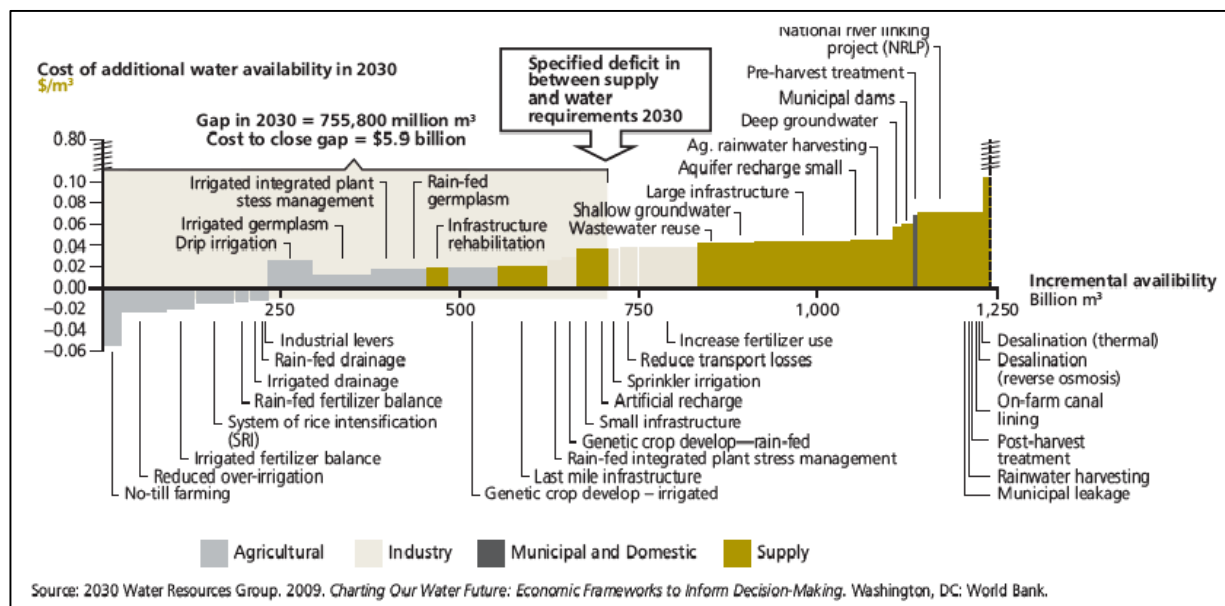 National river linking
project (NRLP)
Cost of additional water availability in 2030
$/m³
Specified deficit in
between supply
and water
requirements 2030
Pre-harvest treatment
Municipal dams
Deep groundwater
Gap in 2030 = 755,800 million m³
Cost to close gap = $5.9 billion
Ag. rainwater harvesting
Aquifer recharge small
Large infrastructure
Shallow groundwater
Wastewater reuse
Irrigated integrated plant
stess management
Rain-fed
germplasm
Irrigated germplasm
Drip irrigation
Infrastructure
rehabilitation
0.80
0.10
0.08
0.06
0.04
0.02
0.00
−0.02
−0.04
−0.06
250
500
750
1,000
1,250
Incremental availibility
Billion m³
Industrial levers
Rain-fed drainage
Irrigated drainage
Rain-fed fertilizer balance
System of rice intensification
(SRI)
Irrigated fertilizer balance
Reduced over-irrigation
No-till farming
Increase fertilizer use
Reduce transport losses
Sprinkler irrigation
Artificial recharge
Small infrastructure
Genetic crop develop—rain-fed
Rain-fed integrated plant stress management
Last mile infrastructure
Genetic crop develop – irrigated
Desalination (thermal)
Desalination
(reverse osmosis)
On-farm canal
lining
Post-harvest
treatment
Rainwater harvesting
Municipal leakage
Agricultural
Industry
Municipal and Domestic
Supply
Source: 2030 Water Resources Group. 2009. Charting Our Water Future: Economic Frameworks to Inform Decision-Making. Washington, DC: World Bank.